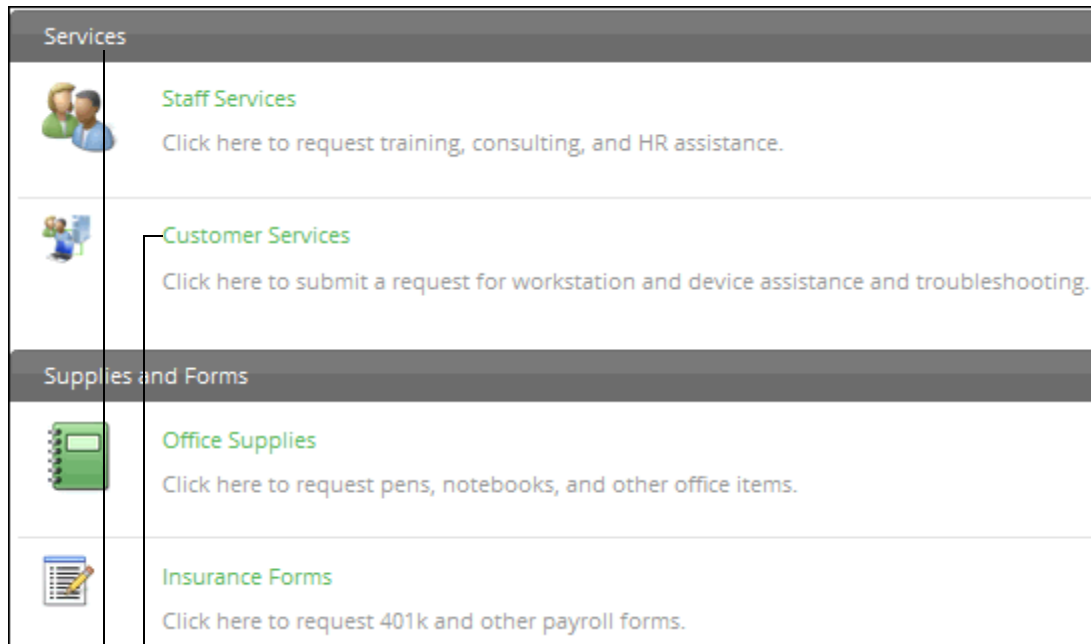 Services
Staff Services
Click here to request training, consulting, and HR assistance.
Customer Services
Click here to submit a request for workstation and device assistance and troubleshooting.
Supplies and Forms
Office Supplies
Click here to request pens, notebooks, and other office items.
Insurance Forms
Click here to request 401k and other payroll forms.